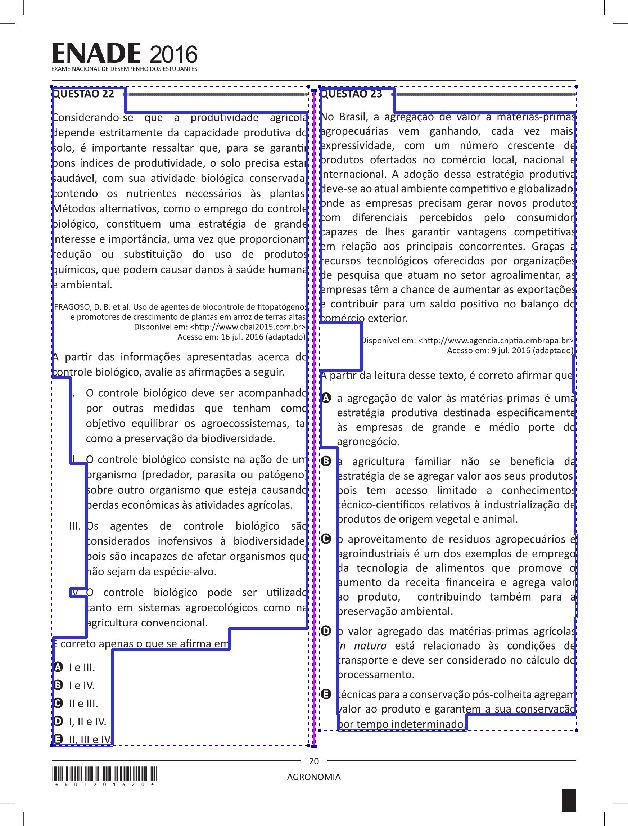 ENADE 2016
EXAME NACIONAL DE DESEMPENHO DOS ESTUDANTES
QUESTÃO 22
Considerando-se que a produtividade agrícola
depende estritamente da capacidade produtiva do
solo, é importante ressaltar que, para se garantir
bons índices de produtividade, o solo precisa estar
saudável, com sua atividade biológica conservada,
contendo os nutrientes necessários às plantas.
Métodos alternativos, como o emprego do controle
biológico, constituem uma estratégia de grande
interesse e importância, uma vez que proporcionam
redução ou substituição do uso de produtos
químicos, que podem causar danos à saúde humana
e ambiental.
FRAGOSO, D. B. et al. Uso de agentes de biocontrole de fitopatógenos
e promotores de crescimento de plantas em arroz de terras altas.
Disponível em: <http://www.cbai2015.com.br>.
Acesso em: 16 jul. 2016 (adaptado).
A partir das informações apresentadas acerca do
controle biológico, avalie as afirmações a seguir.
I. O controle biológico deve ser acompanhado
por outras medidas que tenham como
objetivo equilibrar os agroecossistemas, tal
como a preservação da biodiversidade.
II. O controle biológico consiste na ação de um
organismo (predador, parasita ou patógeno)
sobre outro organismo que esteja causando
perdas econômicas às atividades agrícolas.
III. Os agentes de controle biológico são
considerados inofensivos à biodiversidade,
pois são incapazes de afetar organismos que
não sejam da espécie-alvo.
IV. O controle biológico pode ser utilizado
tanto em sistemas agroecológicos como na
agricultura convencional.
É correto apenas o que se afirma em
A I e III.
B I e IV.
C II e III.
D I, II e IV.
E II, III e IV.
QUESTÃO 23
No Brasil, a agregação de valor a matérias-primas
agropecuárias vem ganhando, cada vez mais,
expressividade, com um número crescente de
produtos ofertados no comércio local, nacional e
internacional. A adoção dessa estratégia produtiva
deve-se ao atual ambiente competitivo e globalizado,
onde as empresas precisam gerar novos produtos
com diferenciais percebidos pelo consumidor,
capazes de lhes garantir vantagens competitivas
em relação aos principais concorrentes. Graças a
recursos tecnológicos oferecidos por organizações
de pesquisa que atuam no setor agroalimentar, as
empresas têm a chance de aumentar as exportações
e contribuir para um saldo positivo no balanço do
comércio exterior.
Disponível em: <http://www.agencia.cnptia.embrapa.br>.
Acesso em: 9 jul. 2016 (adaptado).
A partir da leitura desse texto, é correto afirmar que
A a agregação de valor às matérias-primas é uma
estratégia produtiva destinada especificamente
às empresas de grande e médio porte do
agronegócio.
B a agricultura familiar não se beneficia da
estratégia de se agregar valor aos seus produtos,
pois tem acesso limitado a conhecimentos
técnico-científicos relativos à industrialização de
produtos de origem vegetal e animal.
C o aproveitamento de resíduos agropecuários e
agroindustriais é um dos exemplos de emprego
da tecnologia de alimentos que promove o
aumento da receita financeira e agrega valor
ao produto, contribuindo também para a
preservação ambiental.
D o valor agregado das matérias-primas agrícolas
in natura está relacionado às condições de
transporte e deve ser considerado no cálculo do
processamento.
E técnicas para a conservação pós-colheita agregam
valor ao produto e garantem a sua conservação
por tempo indeterminado.
20
AGRONOMIA